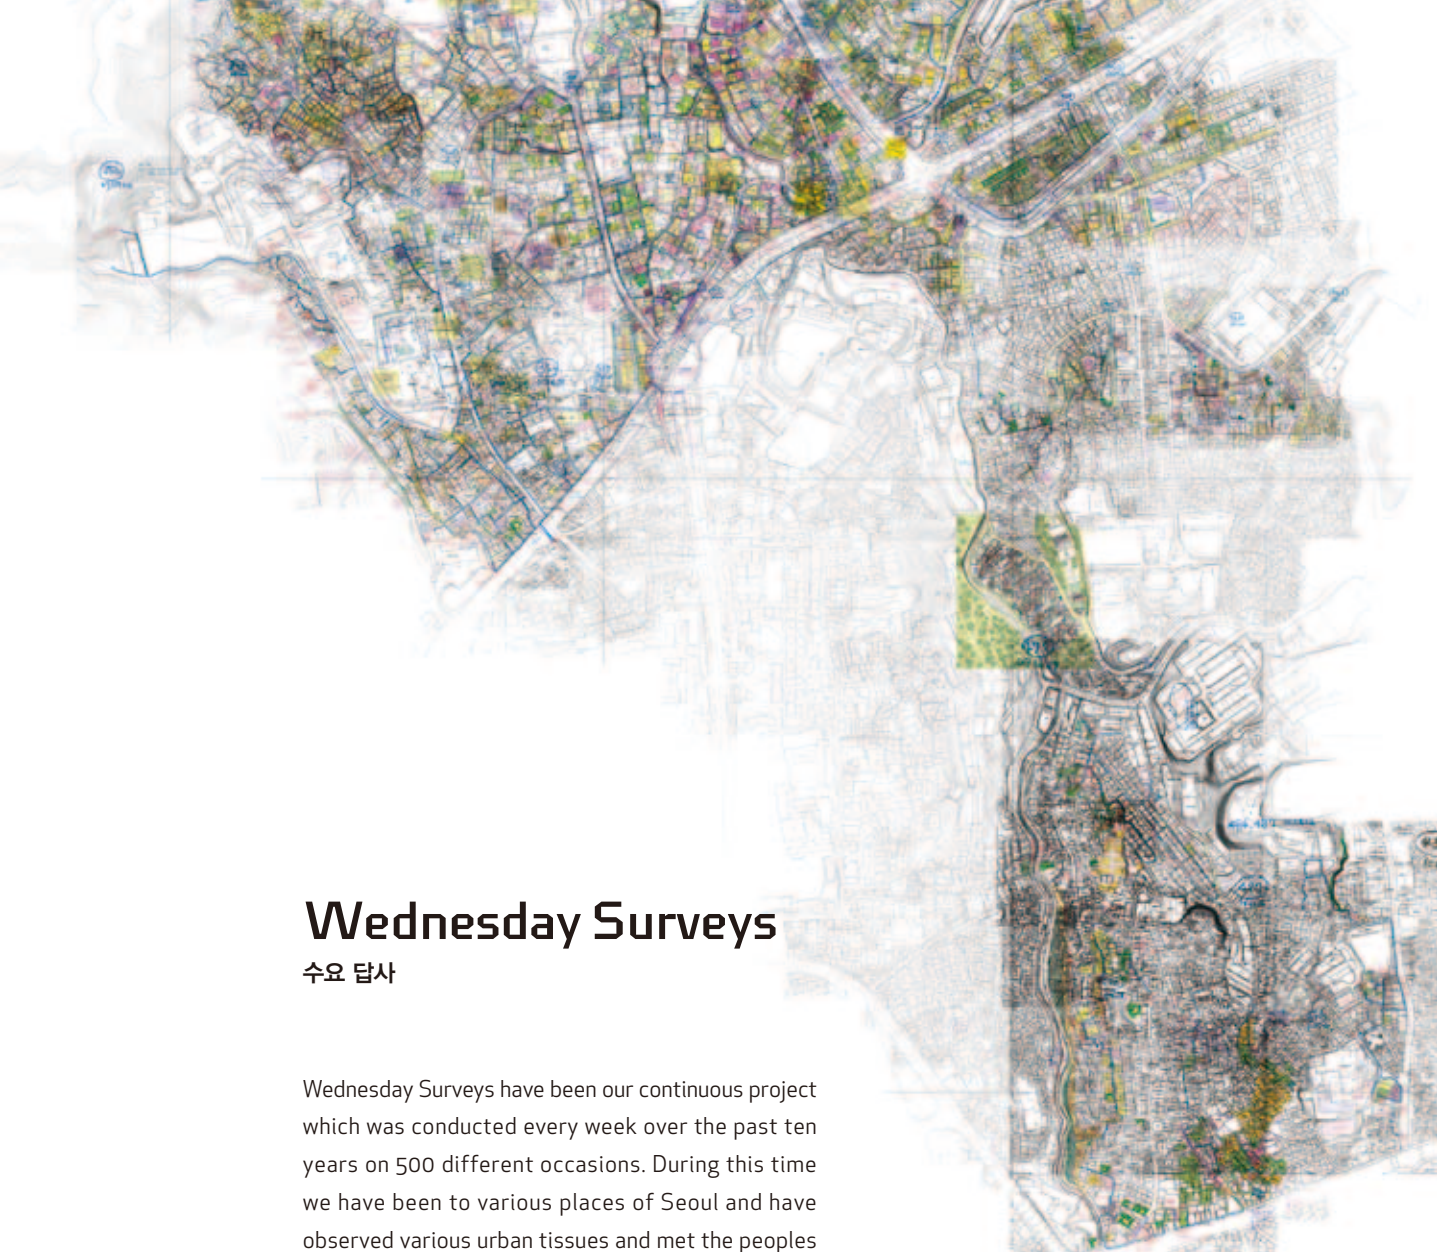 Wednesday Surveys
수요 답사
Wednesday Surveys have been our continuous project
which was conducted every week over the past ten
years on 500 different occasions. During this time
we have been to various places of Seoul and have
observed various urban tissues and met the peoples